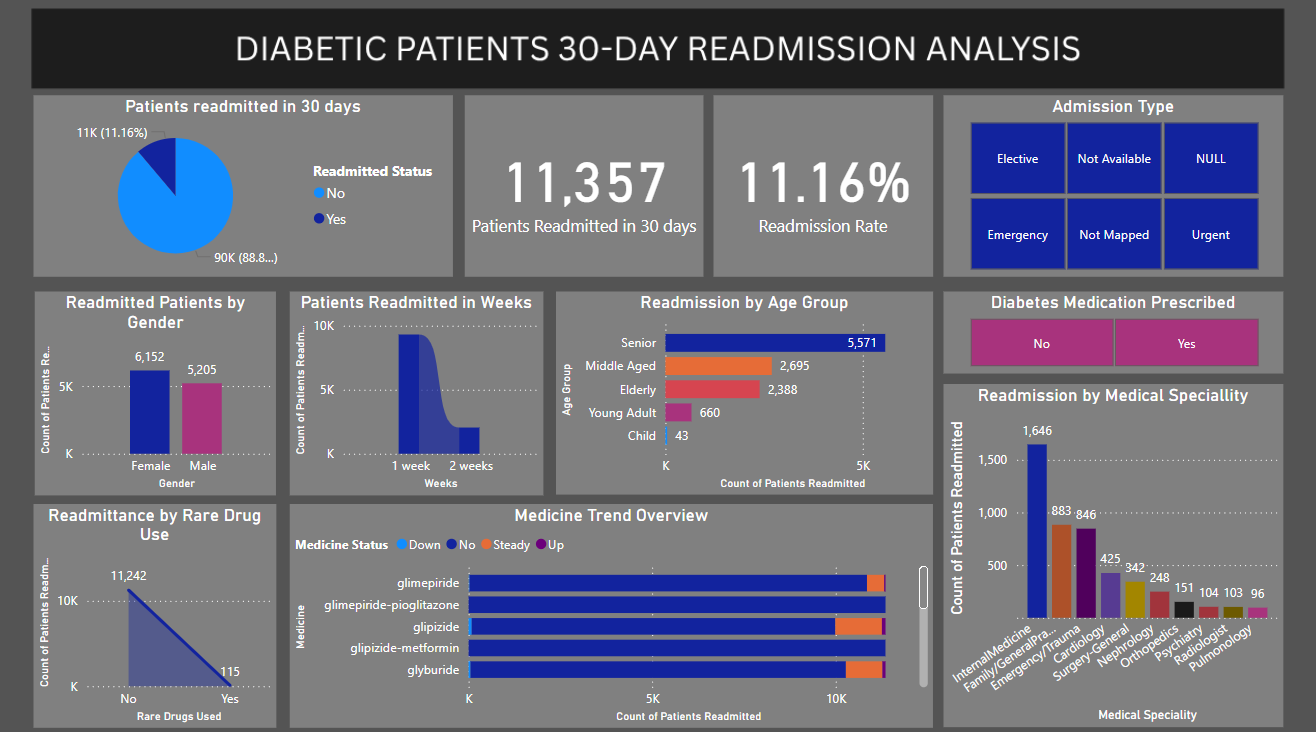 DIABETIC PATIENTS 30-DAY READMISSION ANALYSIS
Patients readmitted in 30 days
11K (11.16%)
90K (88.8...)
Readmitted Status
No
Yes
11,357
Patients Readmitted in 30 days
11.16%
Readmission Rate
Admission Type
Elective
Not Available
NULL
Emergency
Not Mapped
Urgent
Readmitted Patients by
Gender
Count of Patients Re...
5K
K
6,152
5,205
Female
Male
Gender
Patients Readmitted in Weeks
Count of Patients Readm...
10K
5K
K
1 week
2 weeks
Weeks
Readmission by Age Group
Age Group
Senior
5,571
Middle Aged
2,695
Elderly
2,388
Young Adult
660
Child
43
K
5K
Count of Patients Readmitted
Diabetes Medication Prescribed
No
Yes
Readmission by Medical Speciallity
Count of Patients Readmitted
1,500
1,000
500
1,646
883
846
425
342
248
151
104
103
96
InternalMedicine
Family/GeneralPra...
Emergency/Trauma
Cardiology
Surgery-General
Nephrology
Orthopedics
Psychiatry
Radiologist
Pulmonology
Medical Speciality
Readmittance by Rare Drug
Use
Count of Patients Readm...
10K
K
11,242
115
No
Yes
Rare Drugs Used
Medicine Trend Overview
Medicine Status
Down
No
Steady
Up
Medicine
glimepiride
glimepiride-pioglitazone
glipizide
glipizide-metformin
glyburide
K
5K
10K
Count of Patients Readmitted